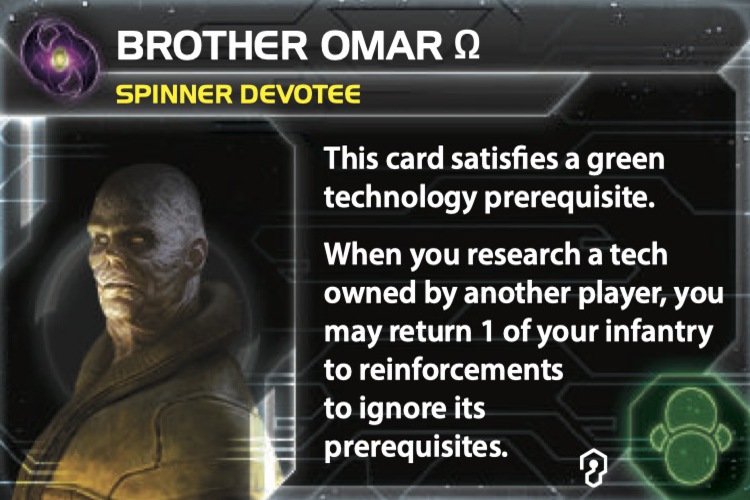 BROTHER OMAR Ω
SPINNER DEVOTEE
This card satisfies a green
technology prerequisite.
When you research a tech
owned by another player, you
may return 1 of your infantry
to reinforcements
to ignore its
prerequisites.